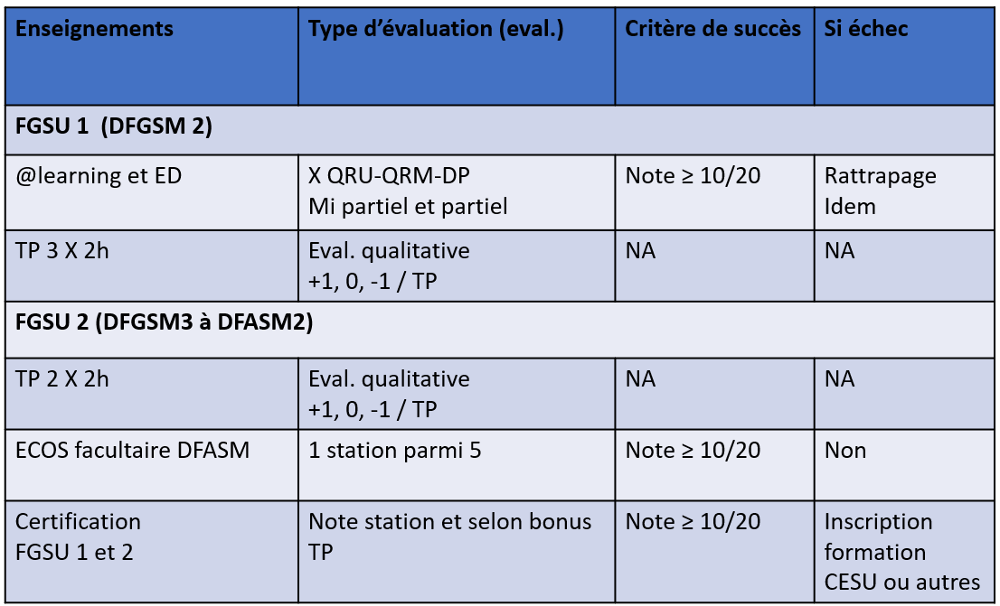 Enseignements
Type d’évaluation (eval.)
Critère de succès
Si échec
FGSU 1  (DFGSM 2)
@learning et ED
X QRU-QRM-DP
Mi partiel et partiel
Note ≥ 10/20
Rattrapage
Idem
TP 3 X 2h
Eval. qualitative
+1, 0, -1 / TP
NA
NA
FGSU 2 (DFGSM3 à DFASM2)
TP 2 X 2h
Eval. qualitative
+1, 0, -1 / TP
NA
NA
ECOS facultaire DFASM
1 station parmi 5
Note ≥ 10/20
Non
Certification
FGSU 1 et 2
Note station et selon bonus
TP
Note ≥ 10/20
Inscription
formation
CESU ou autres